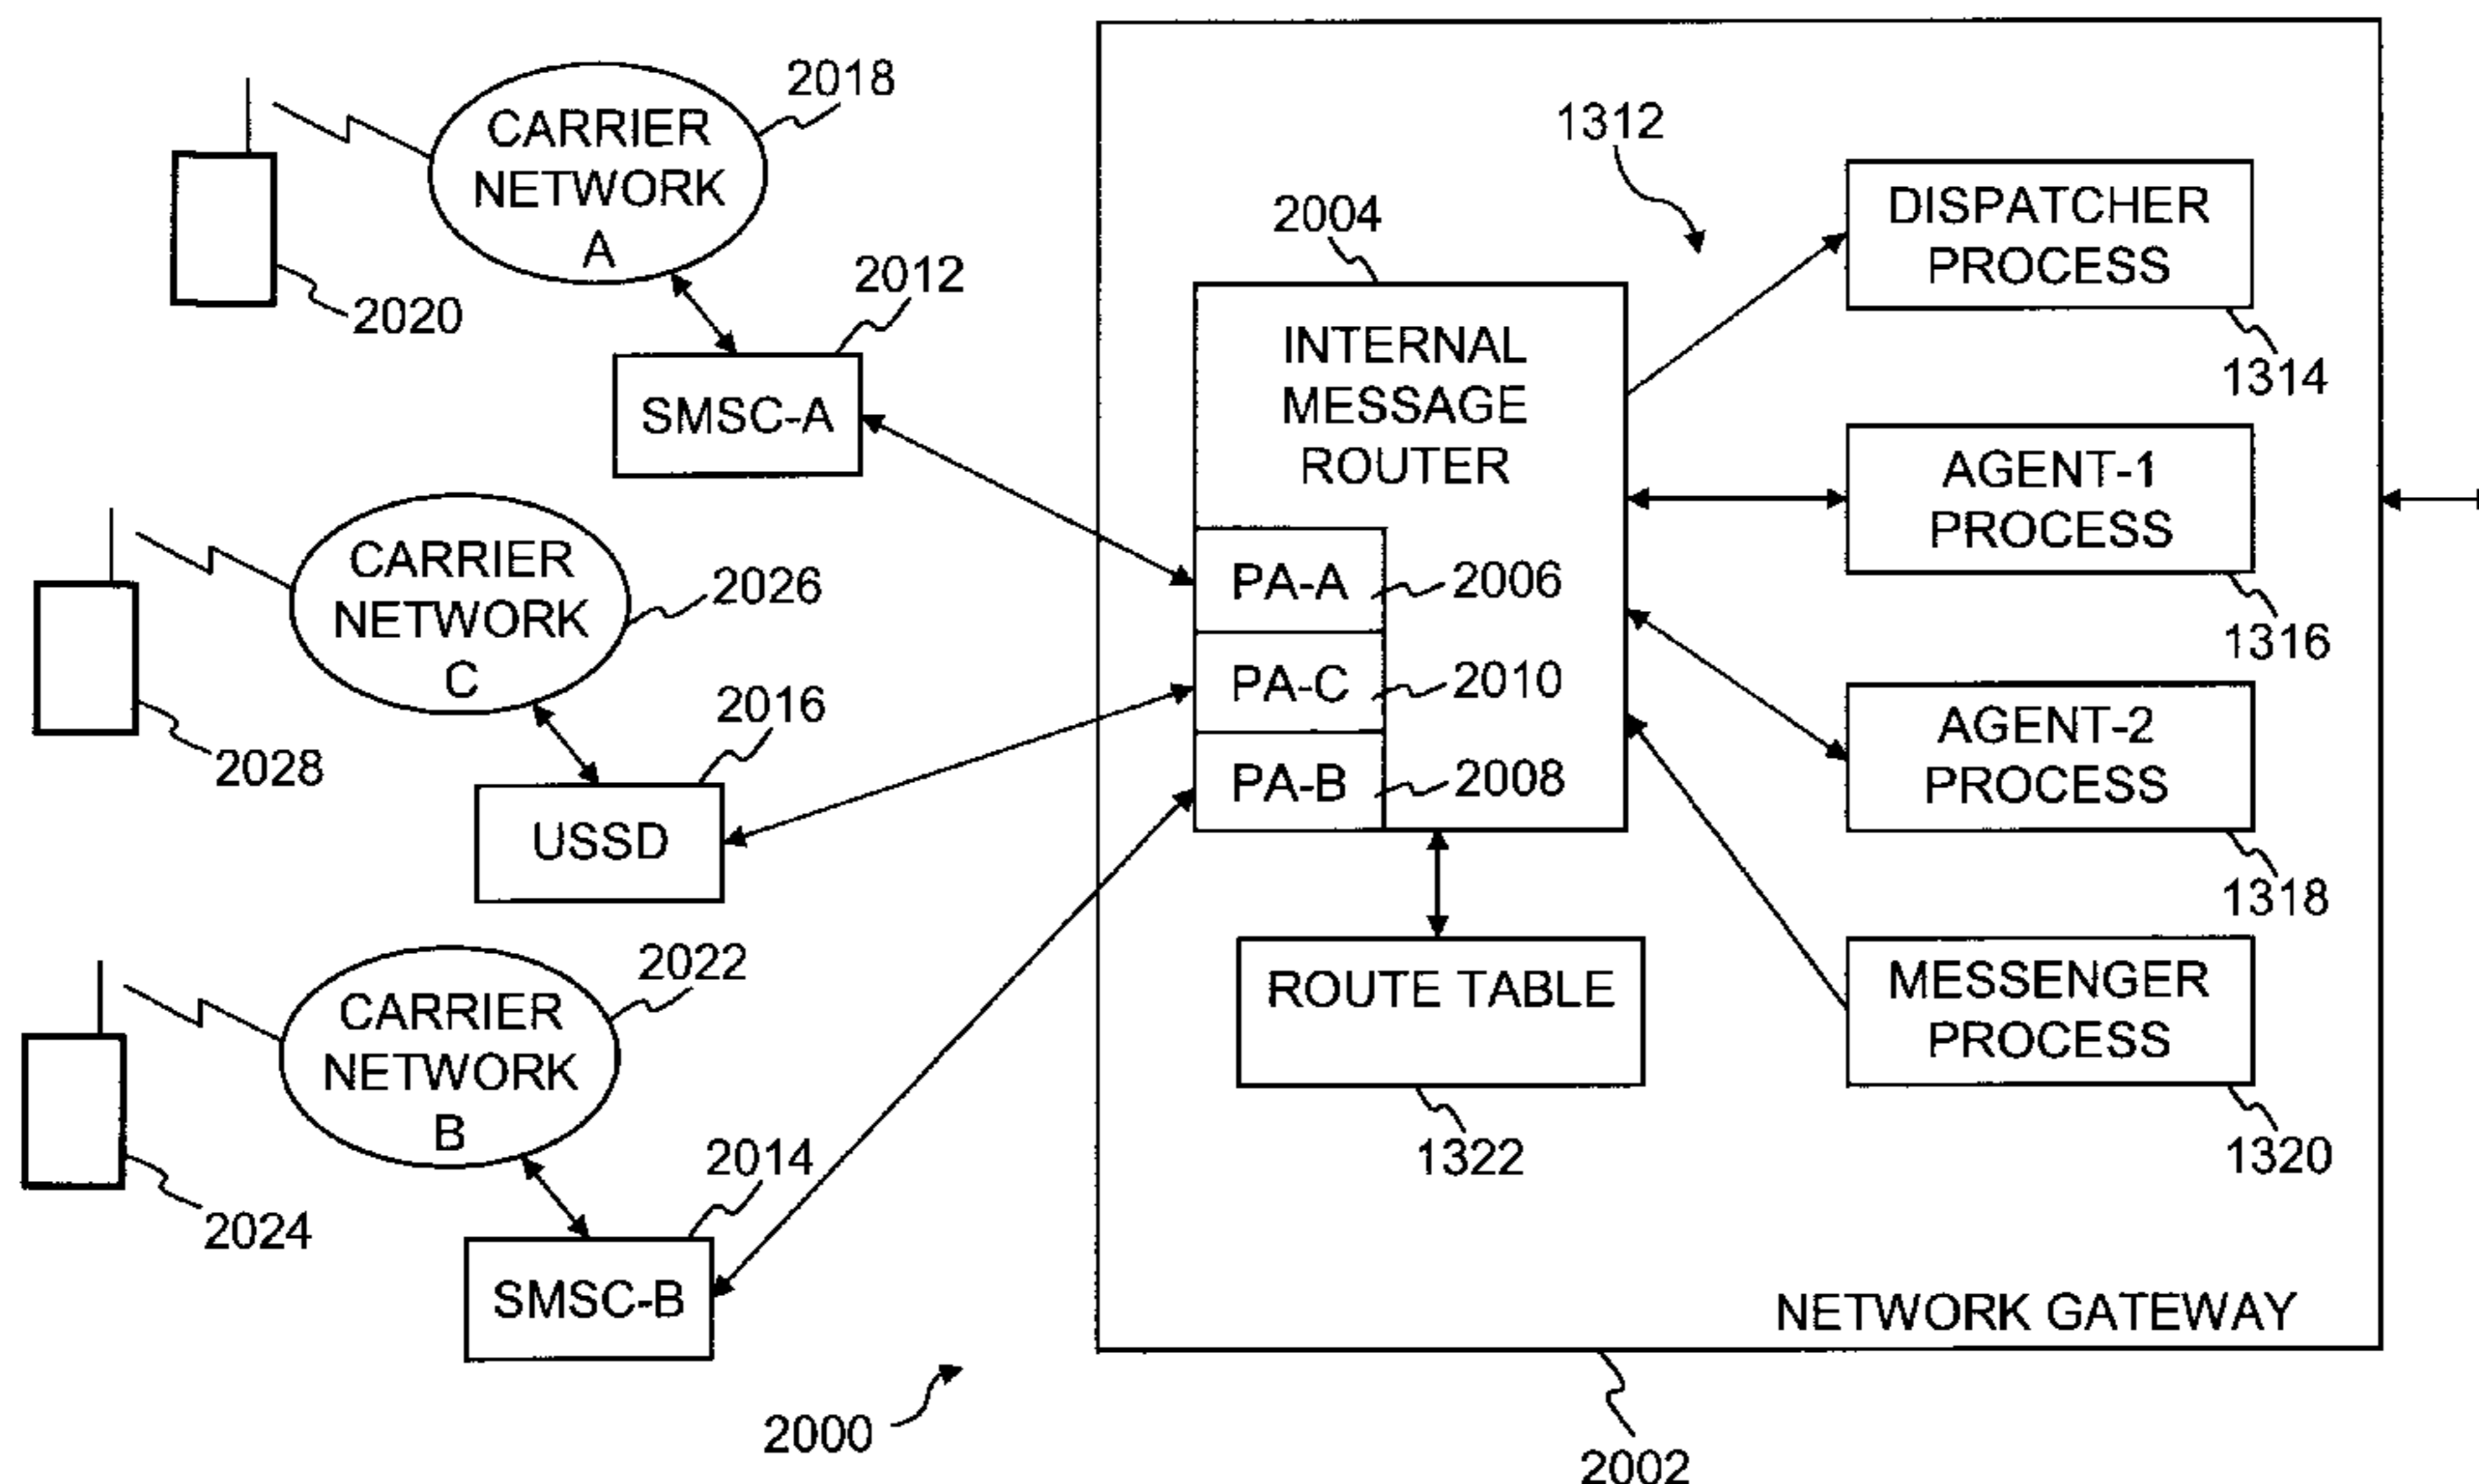 2018
CARRIER
NETWORK
A
2020
2012
SMSC-A
CARRIER
NETWORK
C
2026
2028
2016
USSD
CARRIER
NETWORK
B
2022
2024
2014
SMSC-B
2000
1312
2004
INTERNAL
MESSAGE
ROUTER
PA-A
2006
PA-C
2010
PA-B
2008
ROUTE TABLE
1322
DISPATCHER
PROCESS
1314
AGENT-1
PROCESS
1316
AGENT-2
PROCESS
1318
MESSENGER
PROCESS
1320
NETWORK GATEWAY
2002